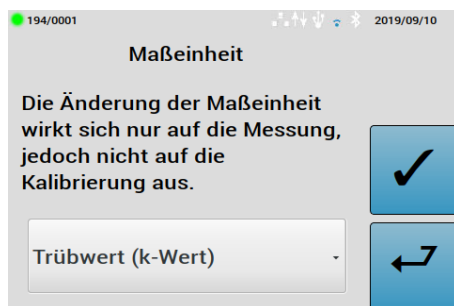 194/0001 2019/09/10
Maßeinheit
Die Änderung der Maßeinheit
wirkt sich nur auf die Messung,
jedoch nicht auf die
Kalibrierung aus.
Trübwert (k-Wert)